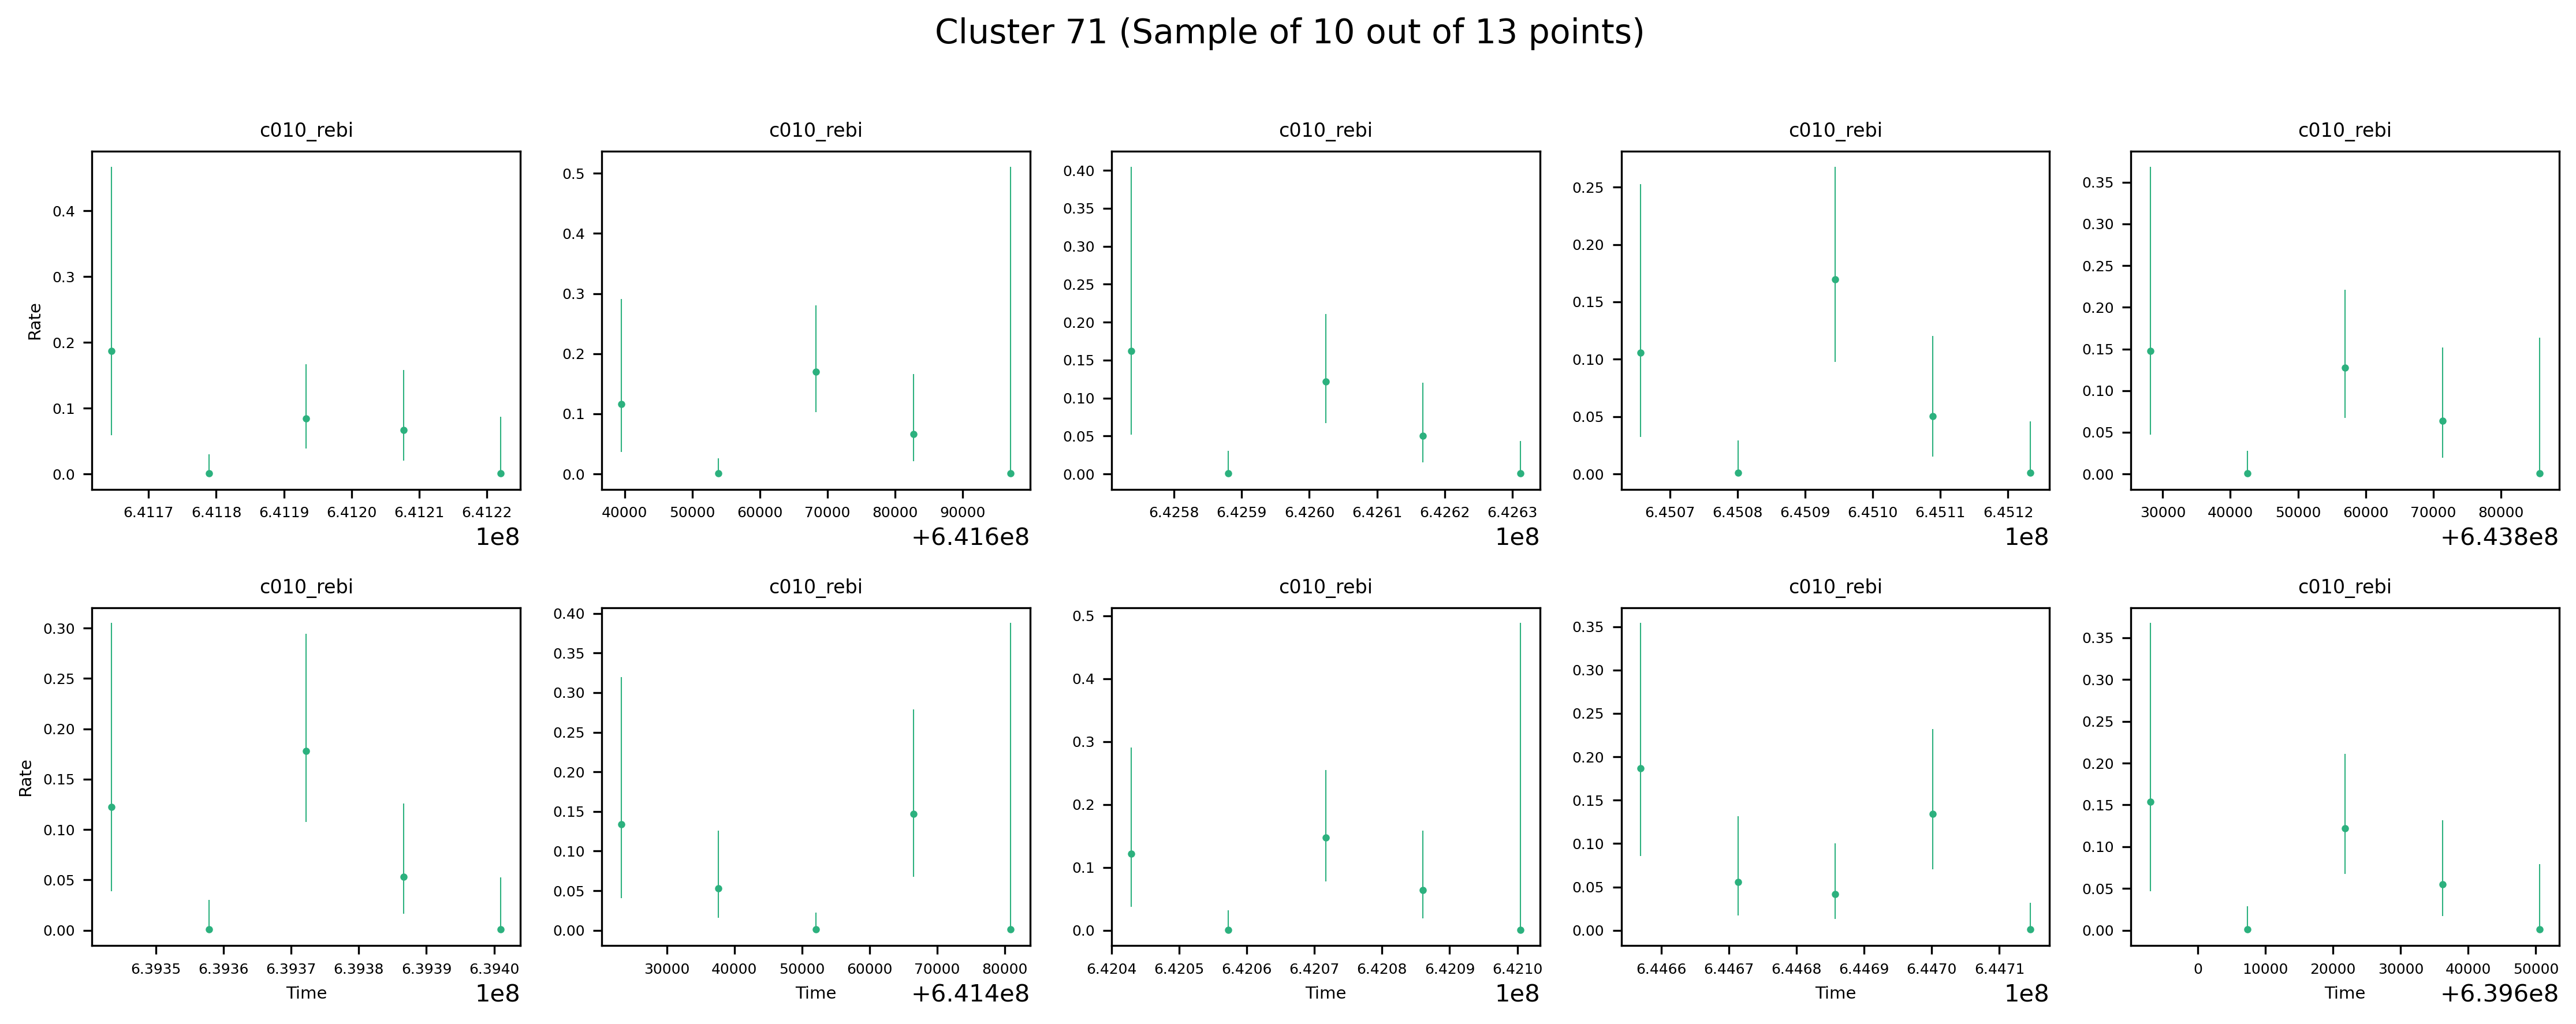 Cluster 71 (Sample of 10 out of 13 points)
c010_rebi c010_rebi c010_rebi c010_rebi c010_rebi
Rate
0.4
0.3
0.2
0.1
0.0
6.4117 6.4118 6.4119 6.4120 6.4121 6.4122
1e8
0.5
0.4
0.3
0.2
0.1
0.0
40000 50000 60000 70000 80000 90000
+6.416e8
0.40
0.35
0.30
0.25
0.20
0.15
0.10
0.05
0.00
6.4258 6.4259 6.4260 6.4261 6.4262 6.4263
1e8
0.25
0.20
0.15
0.10
0.05
0.00
6.4507 6.4508 6.4509 6.4510 6.4511 6.4512
1e8
0.35
0.30
0.25
0.20
0.15
0.10
0.05
0.00
30000 40000 50000 60000 70000 80000
+6.438e8
c010_rebi c010_rebi c010_rebi c010_rebi c010_rebi
Rate
0.30
0.25
0.20
0.15
0.10
0.05
0.00
6.3935 6.3936 6.3937 6.3938 6.3939 6.3940
Time
1e8
0.40
0.35
0.30
0.25
0.20
0.15
0.10
0.05
0.00
30000 40000 50000 60000 70000 80000
Time
+6.414e8
0.5
0.4
0.3
0.2
0.1
0.0
6.4204 6.4205 6.4206 6.4207 6.4208 6.4209 6.4210
Time
1e8
0.35
0.30
0.25
0.20
0.15
0.10
0.05
0.00
6.4466 6.4467 6.4468 6.4469 6.4470 6.4471
Time
1e8
0.35
0.30
0.25
0.20
0.15
0.10
0.05
0.00
0 10000 20000 30000 40000 50000
Time
+6.396e8